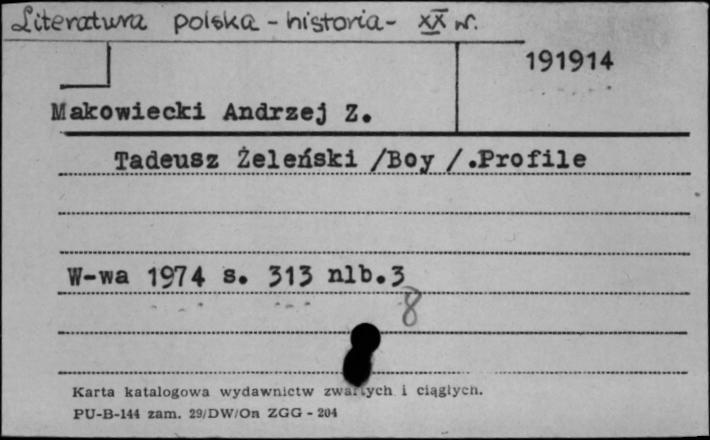 Literatura polska - historia - XX w.
191914
Makowiecki Andrzej Z.
Tadeusz Żeleński /Boy /.Profile
W-wa 1974 s. 313 nlb.3
8
Karta katalogowa wydawnictw zwartych i ciągłych.
PU-B-144 zam. 29/DW/On ZGG - 204